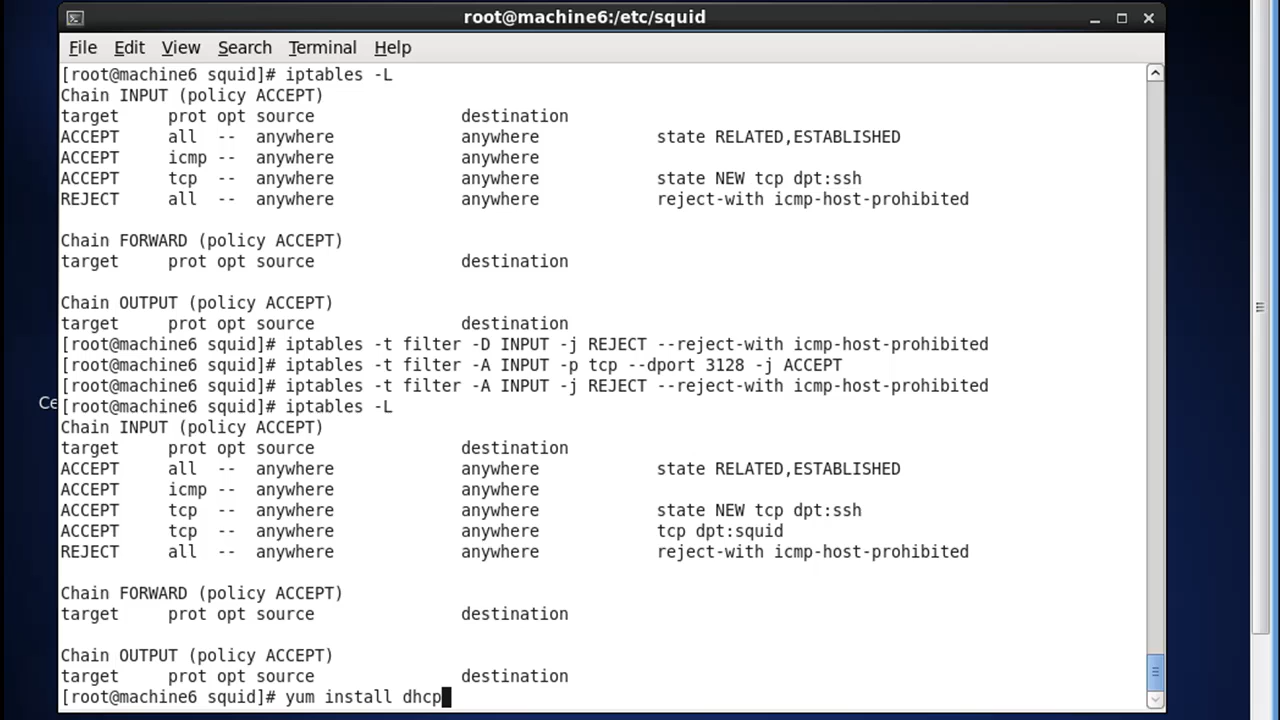 root@machine6:/etc/squid
File Edit View Search Terminal Help
[root@machine6 squid]# iptables -L
Chain INPUT (policy ACCEPT)
target     prot opt source               destination
ACCEPT     all  --  anywhere             anywhere            state RELATED,ESTABLISHED
ACCEPT     icmp --  anywhere             anywhere
ACCEPT     tcp  --  anywhere             anywhere            state NEW tcp dpt:ssh
REJECT     all  --  anywhere             anywhere            reject-with icmp-host-prohibited
Chain FORWARD (policy ACCEPT)
target     prot opt source               destination
Chain OUTPUT (policy ACCEPT)
target     prot opt source               destination
[root@machine6 squid]# iptables -t filter -D INPUT -j REJECT --reject-with icmp-host-prohibited
[root@machine6 squid]# iptables -t filter -A INPUT -p tcp --dport 3128 -j ACCEPT
[root@machine6 squid]# iptables -t filter -A INPUT -j REJECT --reject-with icmp-host-prohibited
Ce
[root@machine6 squid]# iptables -L
Chain INPUT (policy ACCEPT)
target     prot opt source               destination
ACCEPT     all  --  anywhere             anywhere            state RELATED,ESTABLISHED
ACCEPT     icmp --  anywhere             anywhere
ACCEPT     tcp  --  anywhere             anywhere            state NEW tcp dpt:ssh
ACCEPT     tcp  --  anywhere             anywhere            tcp dpt:squid
REJECT     all  --  anywhere             anywhere            reject-with icmp-host-prohibited
Chain FORWARD (policy ACCEPT)
target     prot opt source               destination
Chain OUTPUT (policy ACCEPT)
target     prot opt source               destination
[root@machine6 squid]# yum install dhcp